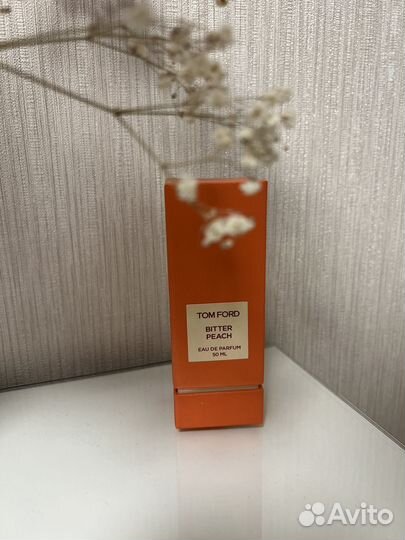 TOM FORD
BITTER
PEACH
EAU DE PARFUM
50 ML
Avito